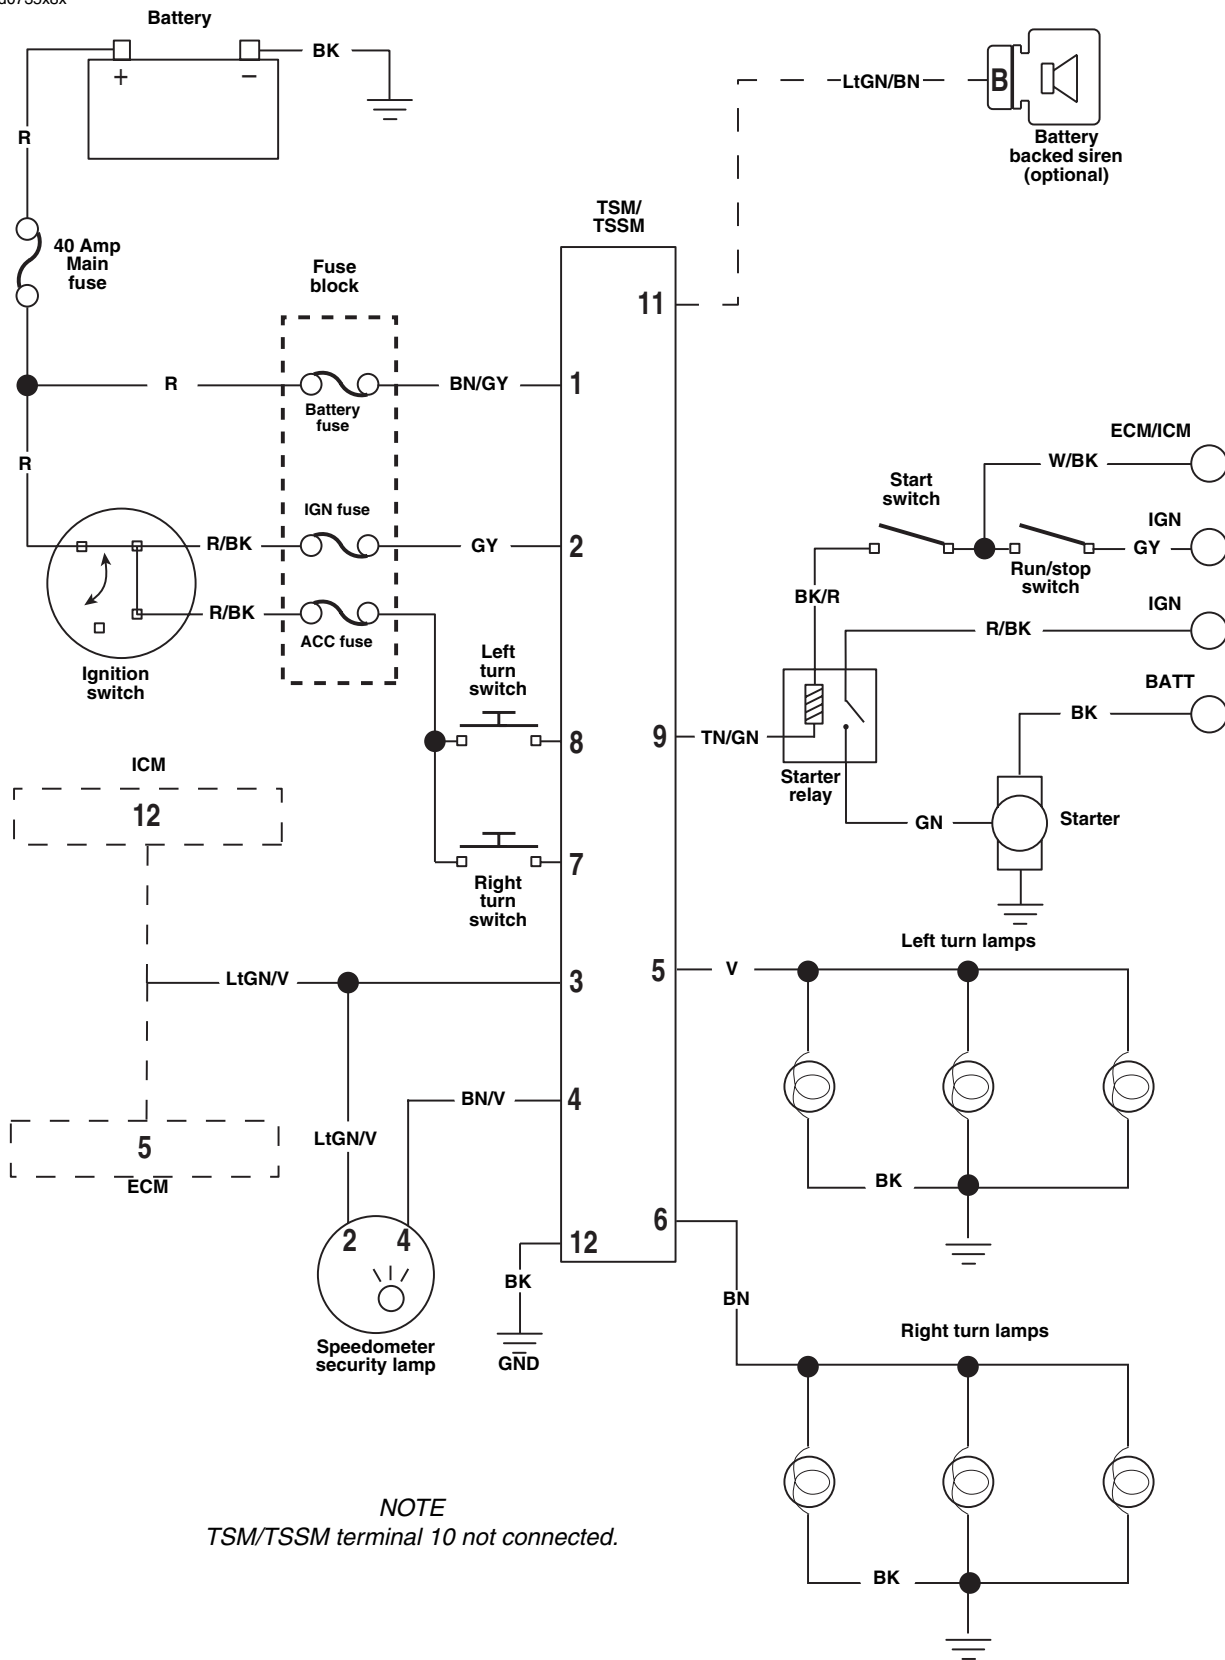 Battery
+
−
BK
R
LtGN/BN
B
Battery
backed siren
(optional)
TSM/
TSSM
40 Amp
Main
fuse
Fuse
block
11
R
BN/GY
1
Battery
fuse
R
ECM/ICM
W/BK
Start
switch
IGN fuse
IGN
R/BK
GY
2
GY
Run/stop
switch
BK/R
IGN
R/BK
ACC fuse
R/BK
Left
turn
switch
Ignition
switch
BATT
BK
8
9
TN/GN
ICM
Starter
relay
12
GN
Starter
7
Right
turn
switch
Left turn lamps
LtGN/V
3
5
V
BN/V
4
LtGN/V
5
ECM
BK
6
2
4
12
BK
BN
Speedometer
security lamp
GND
Right turn lamps
NOTE
TSM/TSSM terminal 10 not connected.
BK